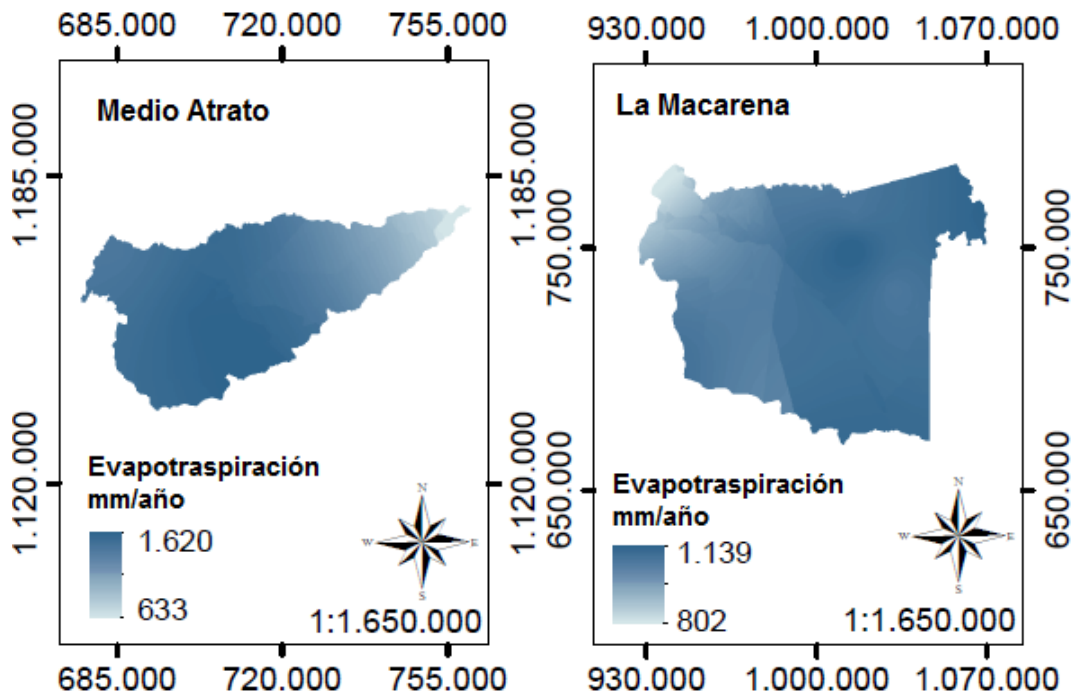 685.000 720.000 755.000
Medio Atrato
1.185.000
1.185.000
1.120.000
1.120.000
Evapotraspiración
mm/año
1.620
633
N
W E
S
1:1.650.000
685.000 720.000 755.000
930.000 1.000.000 1.070.000
La Macarena
750.000
750.000
650.000
650.000
Evapotraspiración
mm/año
1.139
802
N
W E
S
1:1.650.000
930.000 1.000.000 1.070.000